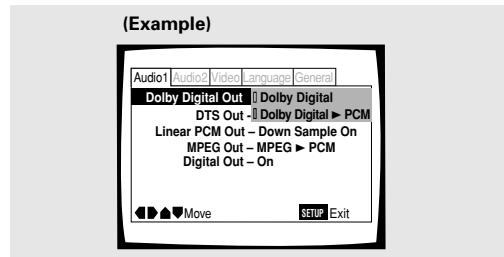 (Example)
Audio1 Audio2 Video Language General
Dolby Digital Out ▯ Dolby Digital
DTS Out - ▯ Dolby Digital ► PCM
Linear PCM Out – Down Sample On
MPEG Out – MPEG ► PCM
Digital Out – On
Move SETUP Exit